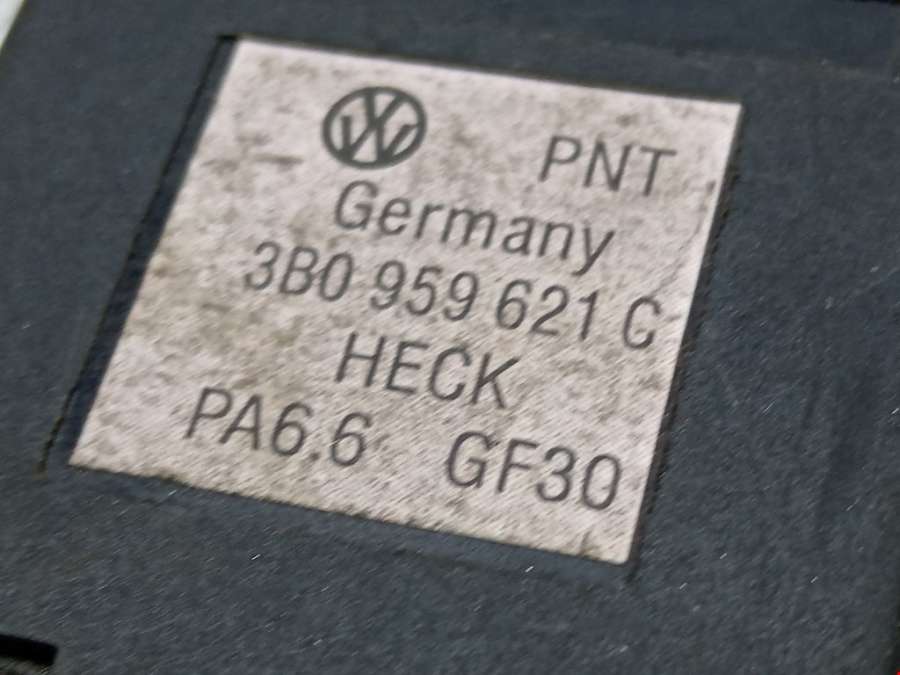 PNT
Germany
3B0 959 621 C
HECK
PA6.6 GF30